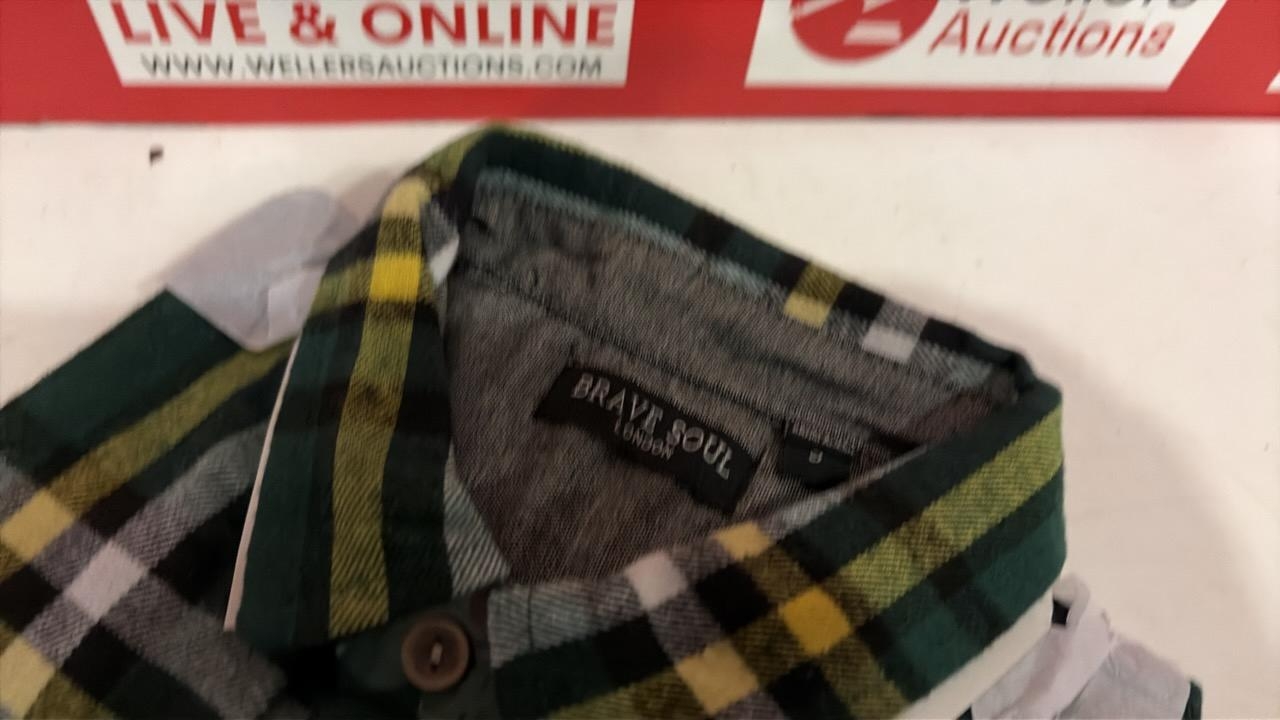 LIVE & ONLINE
WWW.WELLERSAUCTIONS.COM
Auctions
BRAVE SOUL
LONDON